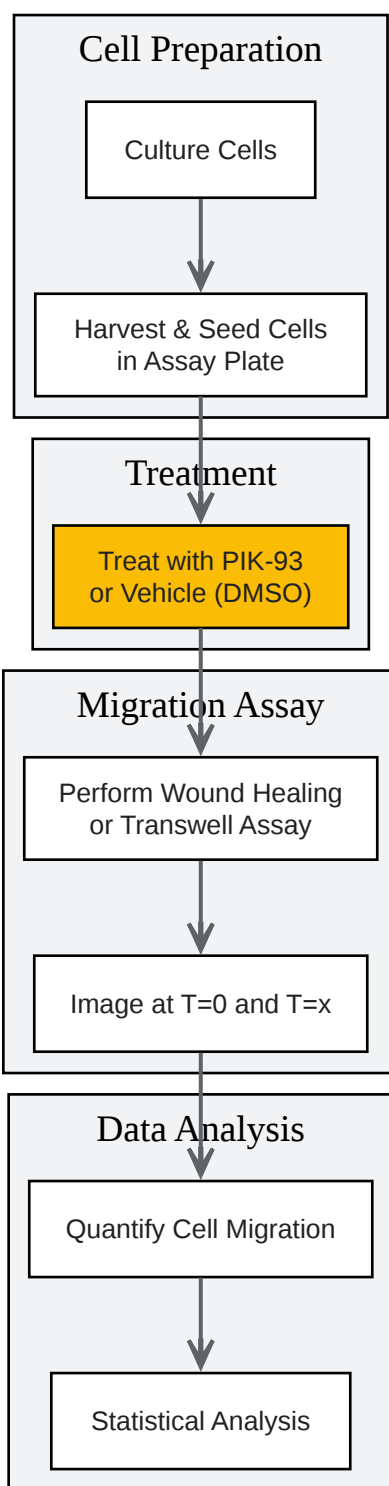 Cell Preparation
Culture Cells
Harvest & Seed Cells
in Assay Plate
Treatment
Treat with PIK-93
or Vehicle (DMSO)
Migration Assay
Perform Wound Healing
or Transwell Assay
Image at T=0 and T=x
Data Analysis
Quantify Cell Migration
Statistical Analysis